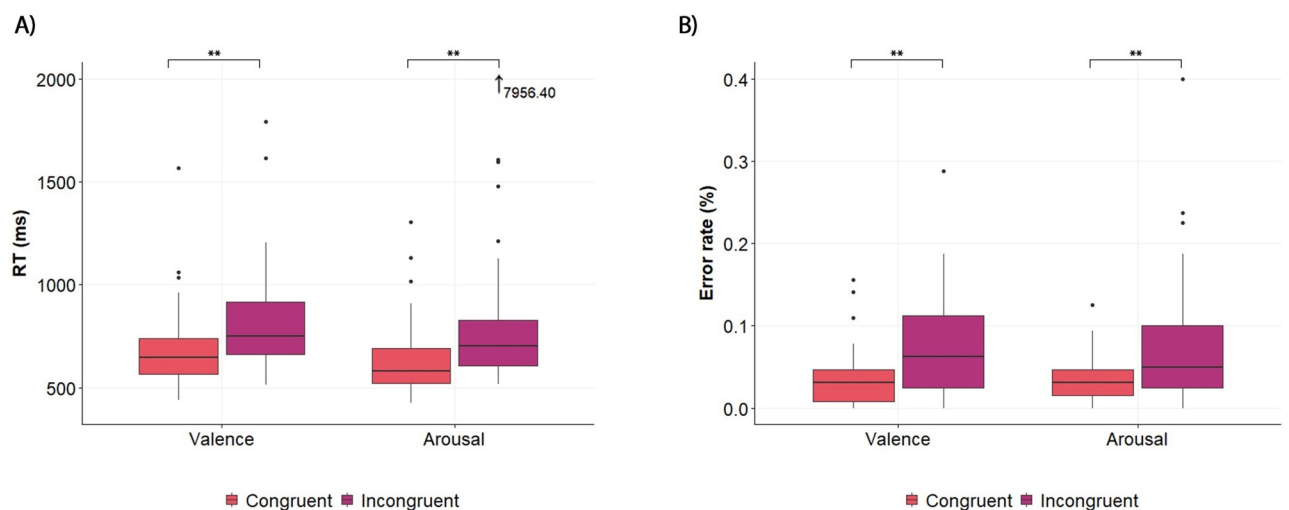 A)
**
**
2000
7956.40
1500
1000
500
RT (ms)
Valence
Arousal
Congruent
Incongruent
B)
**
**
0.4
0.3
0.2
0.1
0.0
Error rate (%)
Valence
Arousal
Congruent
Incongruent